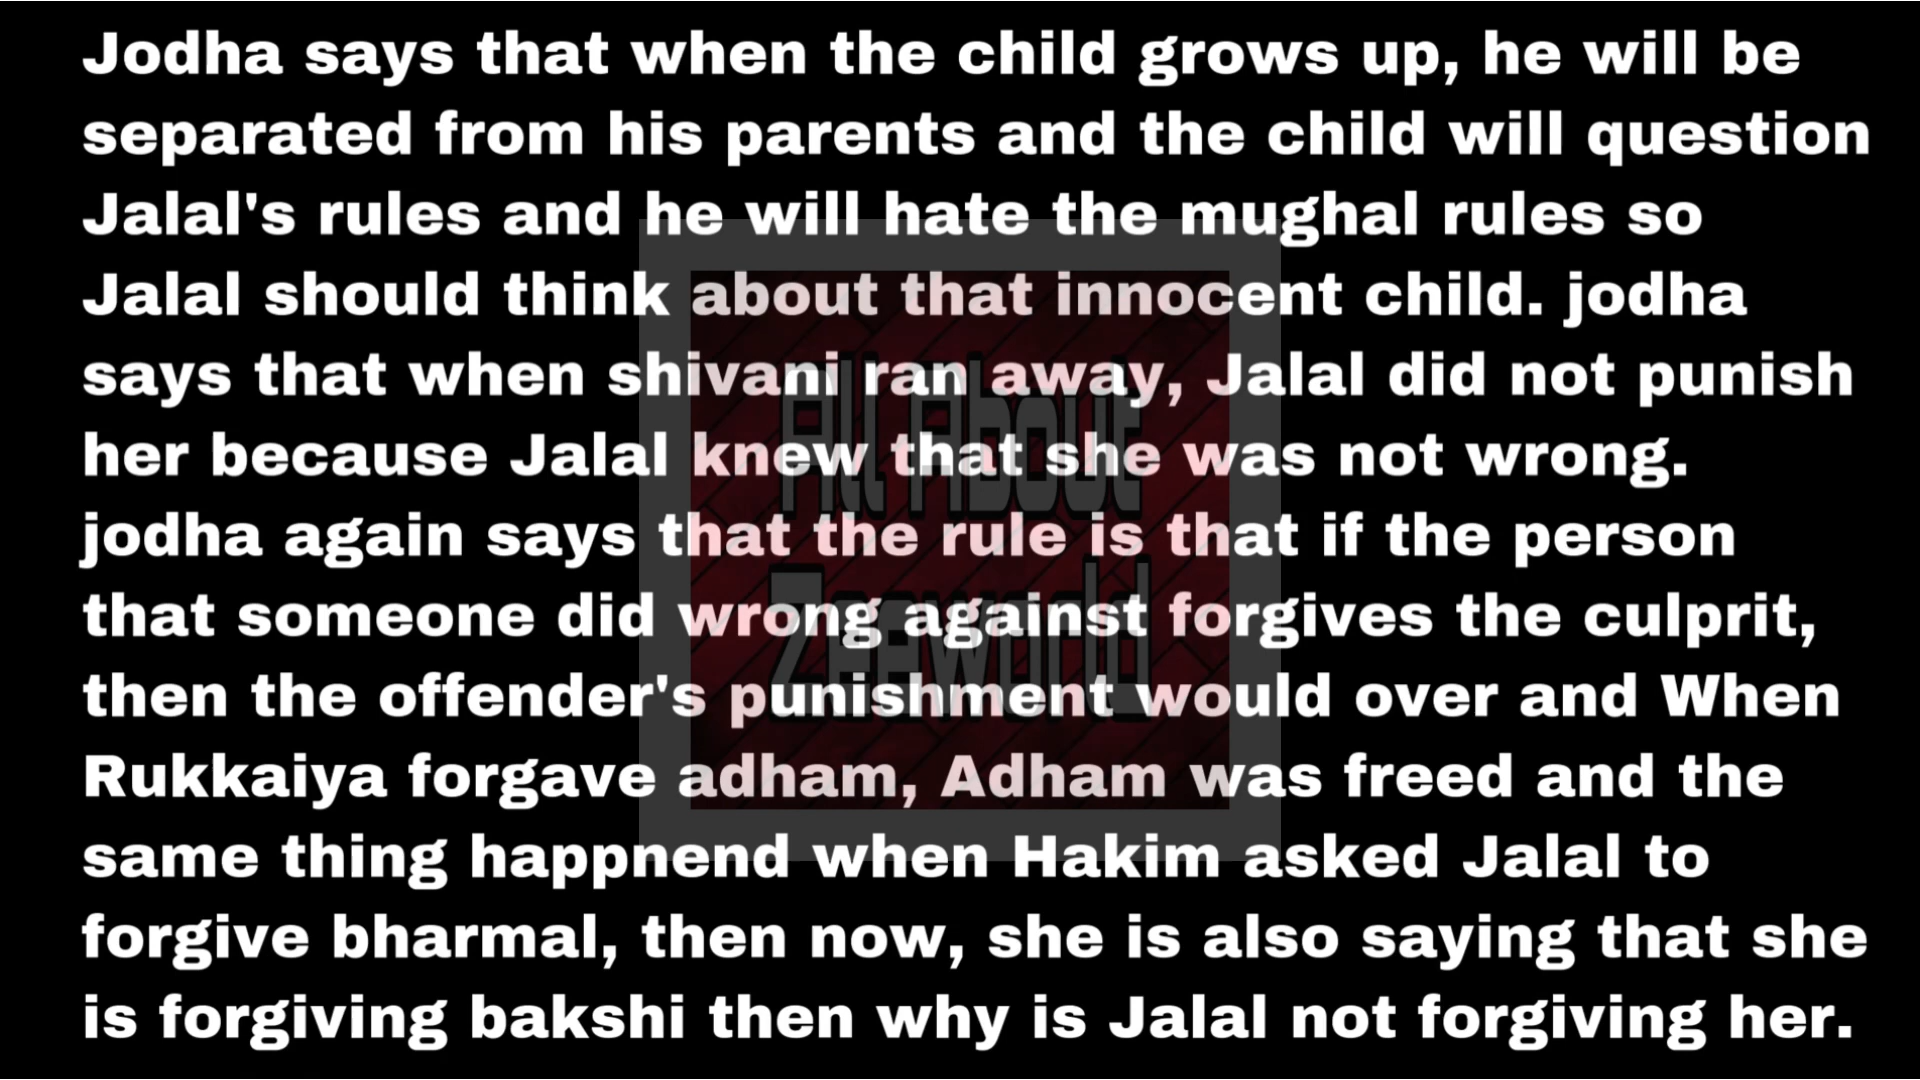 Jodha says that when the child grows up, he will be
separated from his parents and the child will question
Jalal's rules and he will hate the mughal rules so
Jalal should think about that innocent child. jodha
says that when shivani ran away, Jalal did not punish
her because Jalal knew that she was not wrong.
jodha again says that the rule is that if the person
that someone did wrong against forgives the culprit,
then the offender's punishment would over and When
Rukkaiya forgave adham, Adham was freed and the
same thing happnend when Hakim asked Jalal to
forgive bharmal, then now, she is also saying that she
is forgiving bakshi then why is Jalal not forgiving her.
All About
Zeeworld